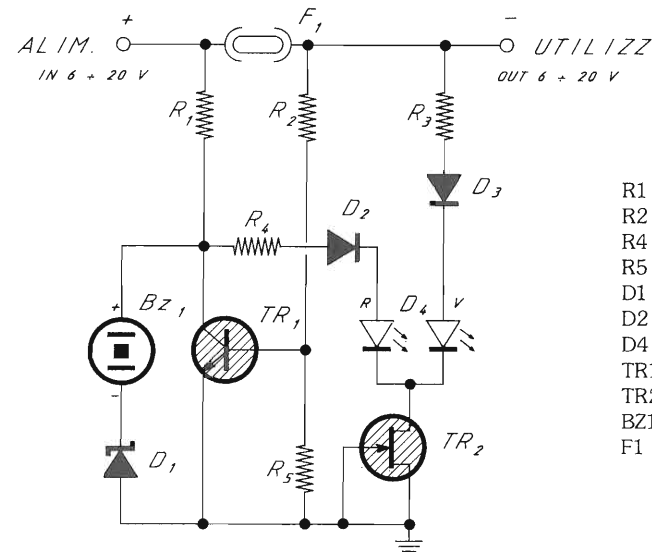 + F1 -
ALIM. UTILIZZ
IN 6 ÷ 20 V OUT 6 ÷ 20 V
R1 R2 R3
D3
R4 D2
+ BZ1 TR1 R D4 V
-
D1 R5 TR2
R1
R2
R4
R5
D1
D2
D4
TR1
TR2
BZ1
F1